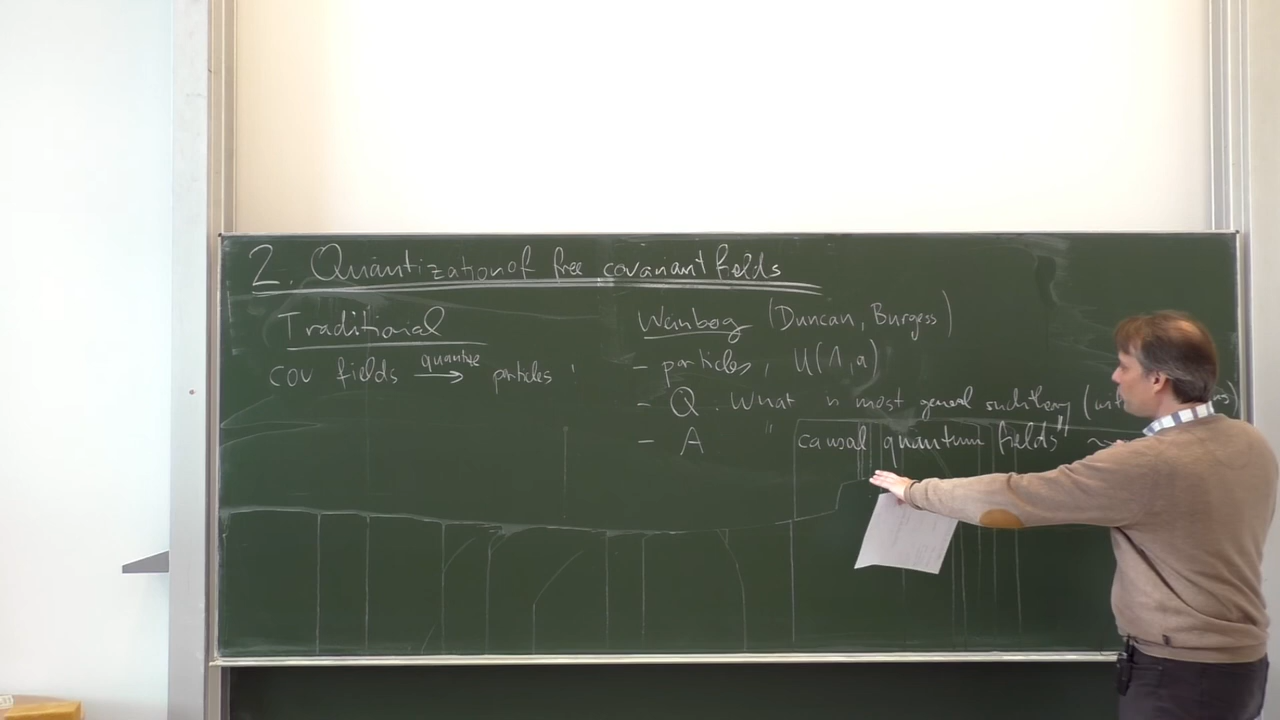 2. Quantization of free covariant fields
Traditional
cov fields quantize → particles !
Weinberg (Duncan, Burgess)
- particles, U(Λ,a)
- Q. What is most general such theory (
- A " causal quantum fields"